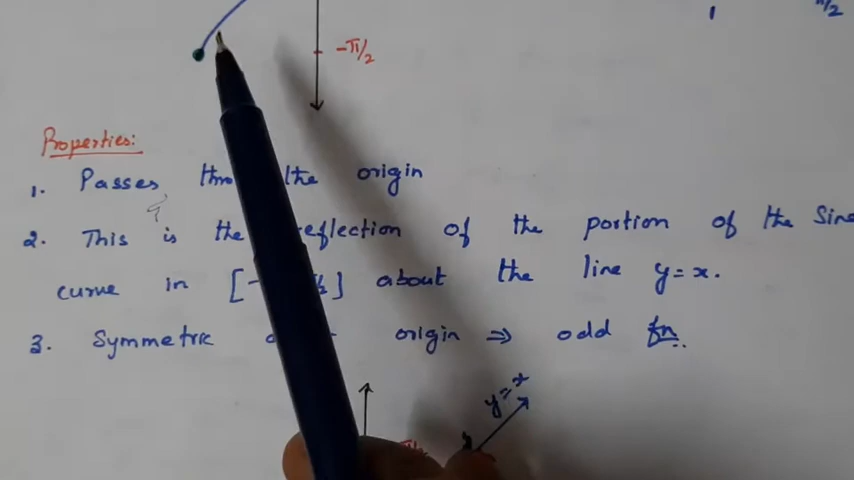 -π/2
1
π/2
Properties:
1. Passes the origin
2. This is the reflection of the portion of the Sine
curve in [- ] about the line y = x.
3. Symmetric origin ⇒ odd fn.
y = x